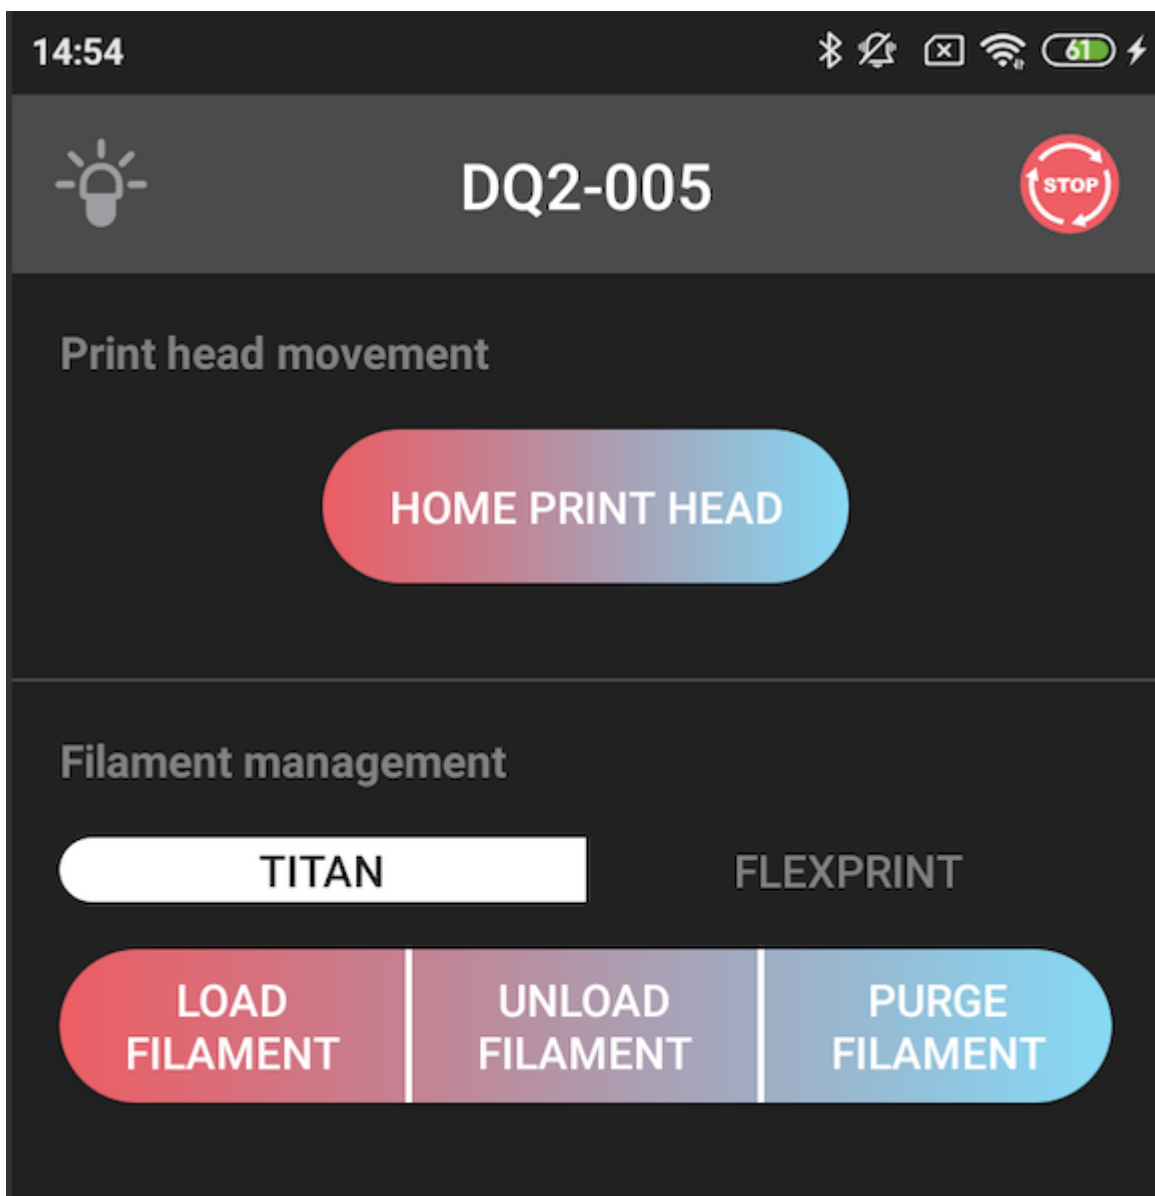 14:54
61
DQ2-005
STOP
Print head movement
HOME PRINT HEAD
Filament management
TITAN
FLEXPRINT
LOAD
FILAMENT
UNLOAD
FILAMENT
PURGE
FILAMENT